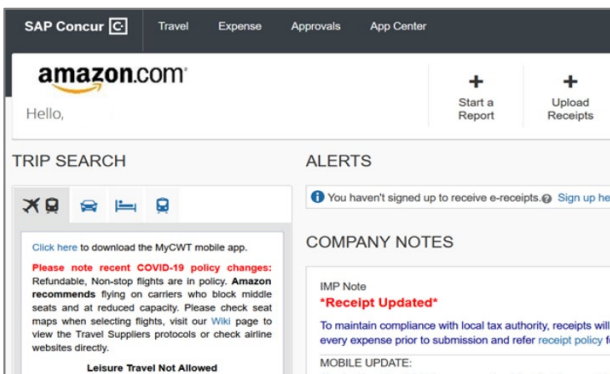 SAP Concur C Travel Expense Approvals App Center
amazon.com
Hello,
Start a
Report
Upload
Receipts
TRIP SEARCH
Click here to download the MyCWT mobile app.
Please note recent COVID-19 policy changes:
Refundable, Non-stop flights are in policy. Amazon
recommends flying on carriers who block middle
seats and at reduced capacity. Please check seat
maps when selecting flights, visit our Wiki page to
view the Travel Suppliers protocols or check airline
websites directly.
Leisure Travel Not Allowed
ALERTS
You haven't signed up to receive e-receipts. Sign up he
COMPANY NOTES
IMP Note
*Receipt Updated*
To maintain compliance with local tax authority, receipts will
every expense prior to submission and refer receipt policy f
MOBILE UPDATE: